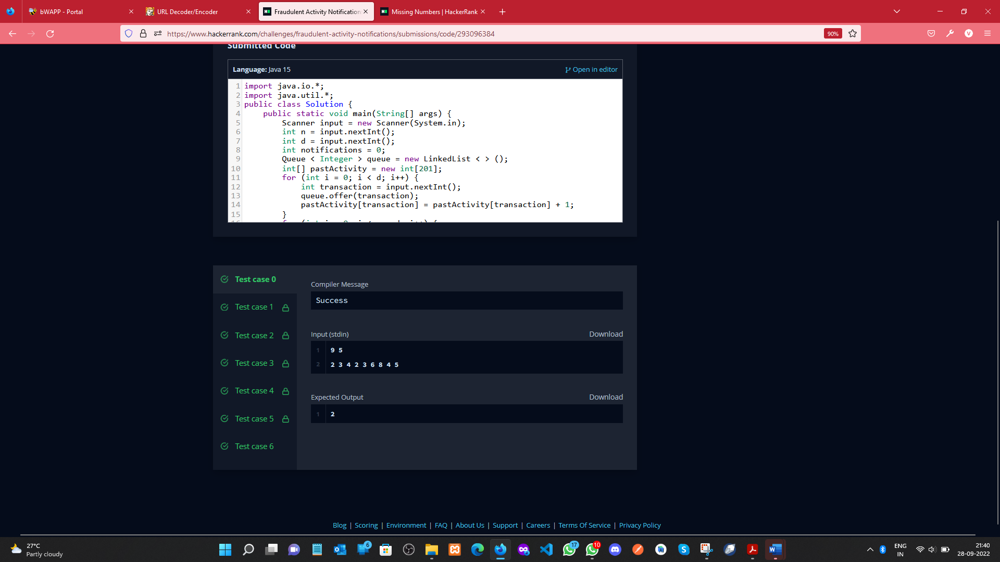 bWAPP - Portal
URL Decoder/Encoder
Fraudulent Activity Notification
Missing Numbers | HackerRank
https://www.hackerrank.com/challenges/fraudulent-activity-notifications/submissions/code/293096384
90%
V
Submitted Code
Language: Java 15
Open in editor
1 import java.io.*;
2 import java.util.*;
3 public class Solution {
4 public static void main(String[] args) {
5 Scanner input = new Scanner(System.in);
6 int n = input.nextInt();
7 int d = input.nextInt();
8 int notifications = 0;
9 Queue < Integer > queue = new LinkedList < > ();
10 int[] pastActivity = new int[201];
11 for (int i = 0; i < d; i++) {
12 int transaction = input.nextInt();
13 queue.offer(transaction);
14 pastActivity[transaction] = pastActivity[transaction] + 1;
15 }
Test case 0
Test case 1
Test case 2
Test case 3
Test case 4
Test case 5
Test case 6
Compiler Message
Success
Input (stdin)
Download
1 9 5
2 2 3 4 2 3 6 8 4 5
Expected Output
Download
1 2
Blog | Scoring | Environment | FAQ | About Us | Support | Careers | Terms Of Service | Privacy Policy
27°C
Partly cloudy
6
17
10
ENG
IN
21:40
28-09-2022